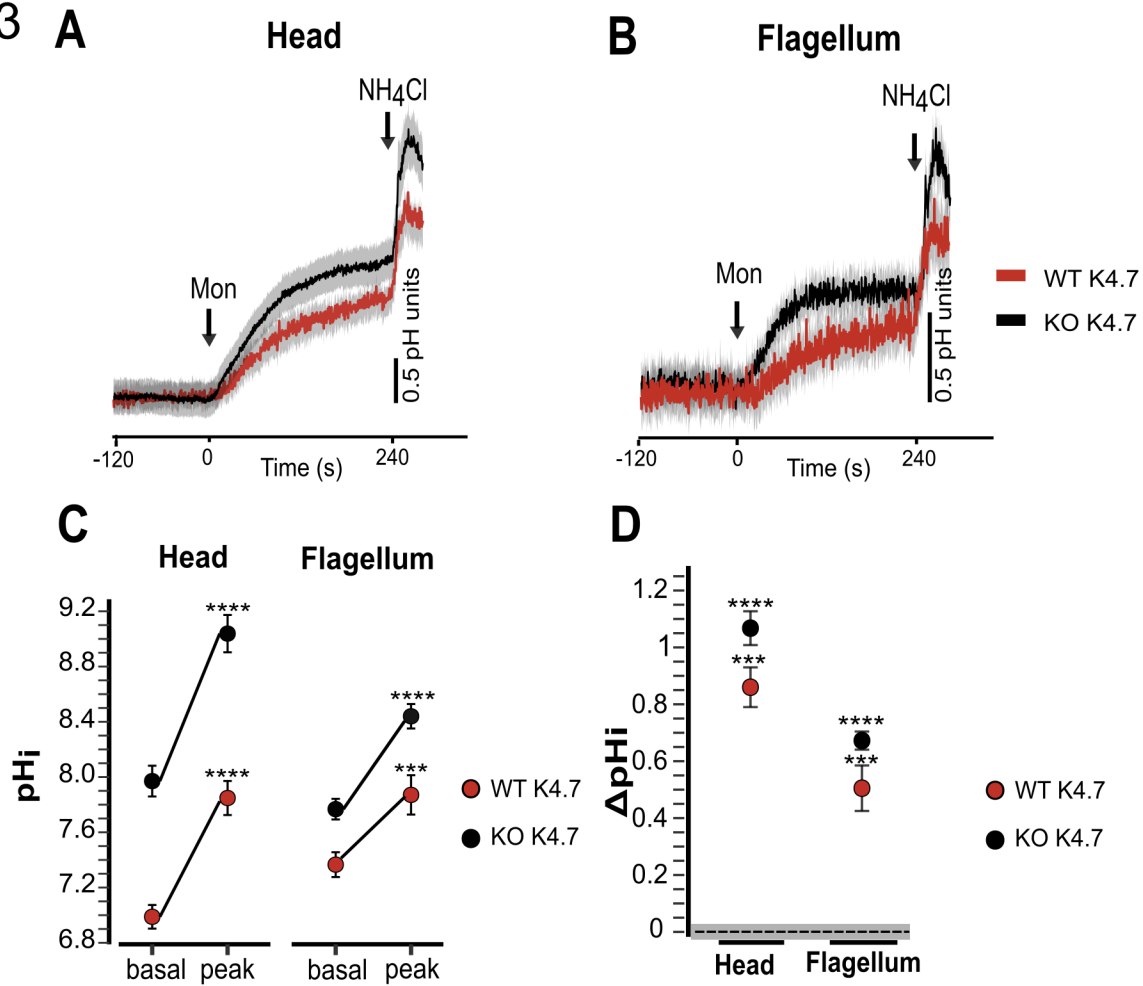 3
A
Head
NH4Cl
Mon
0.5 pH units
-120
0
240
Time (s)
B
Flagellum
NH4Cl
Mon
0.5 pH units
-120
0
240
Time (s)
WT K4.7
KO K4.7
C
Head
Flagellum
pHi
9.2
8.8
8.4
8.0
7.6
7.2
6.8
****
****
****
***
basal
peak
basal
peak
WT K4.7
KO K4.7
D
ΔpHi
1.2
1
0.8
0.6
0.4
0.2
0
****
***
****
***
Head
Flagellum
WT K4.7
KO K4.7